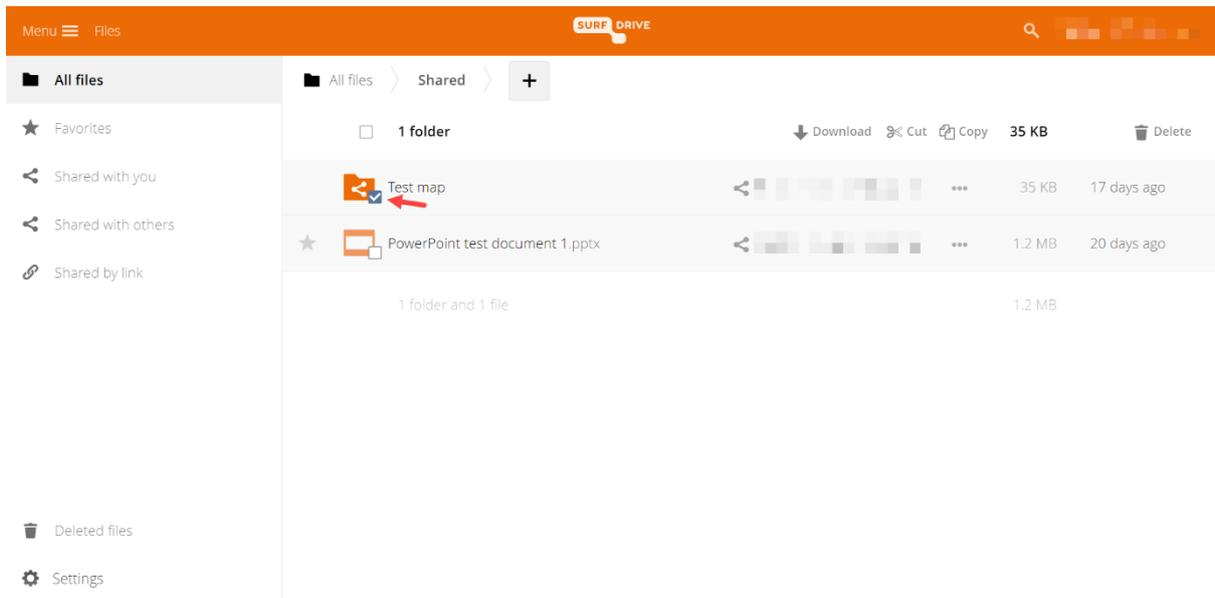 Menu Files SURF DRIVE
All files
All files Shared +
Favorites
1 folder Download Cut Copy 35 KB Delete
Shared with you
Test map 35 KB 17 days ago
Shared with others
PowerPoint test document 1.pptx 1.2 MB 20 days ago
Shared by link
1 folder and 1 file 1.2 MB
Deleted files
Settings